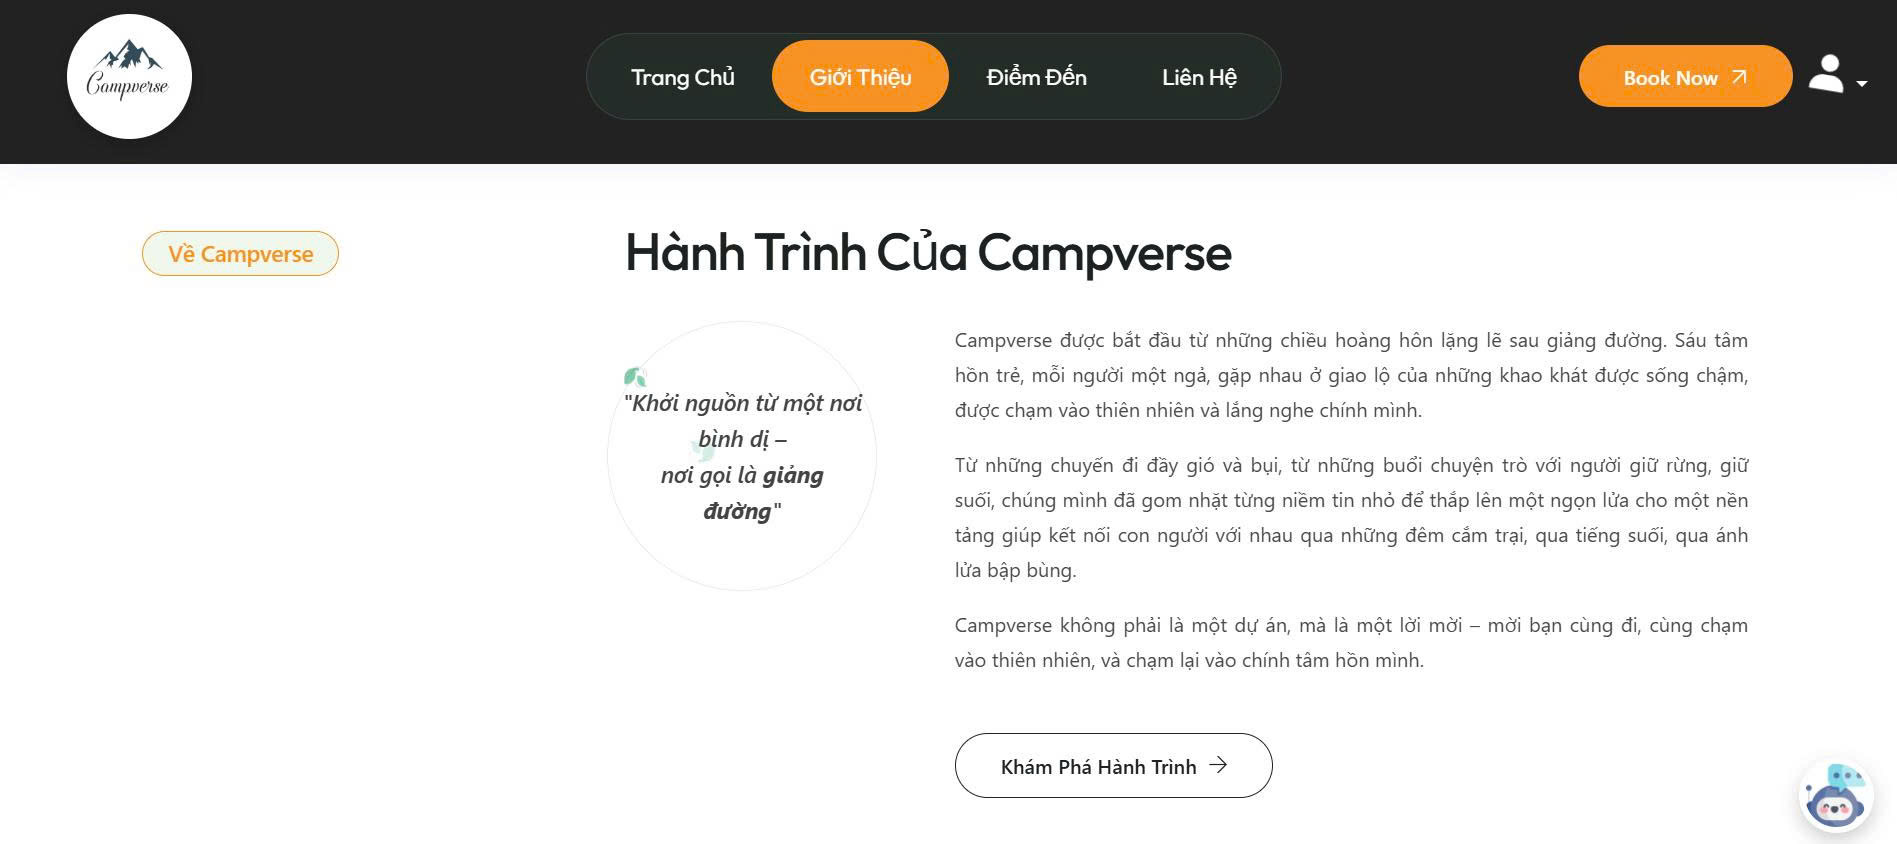 Campverse
Trang Chủ
Giới Thiệu
Điểm Đến
Liên Hệ
Book Now
Về Campverse
Hành Trình Của Campverse
"Khởi nguồn từ một nơi
bình dị –
nơi gọi là giảng
đường"
Campverse được bắt đầu từ những chiều hoàng hôn lặng lẽ sau giảng đường. Sáu tâm
hồn trẻ, mỗi người một ngả, gặp nhau ở giao lộ của những khao khát được sống chậm,
được chạm vào thiên nhiên và lắng nghe chính mình.
Từ những chuyến đi đầy gió và bụi, từ những buổi chuyện trò với người giữ rừng, giữ
suối, chúng mình đã gom nhặt từng niềm tin nhỏ để thắp lên một ngọn lửa cho một nền
tảng giúp kết nối con người với nhau qua những đêm cắm trại, qua tiếng suối, qua ánh
lửa bập bùng.
Campverse không phải là một dự án, mà là một lời mời – mời bạn cùng đi, cùng chạm
vào thiên nhiên, và chạm lại vào chính tâm hồn mình.
Khám Phá Hành Trình